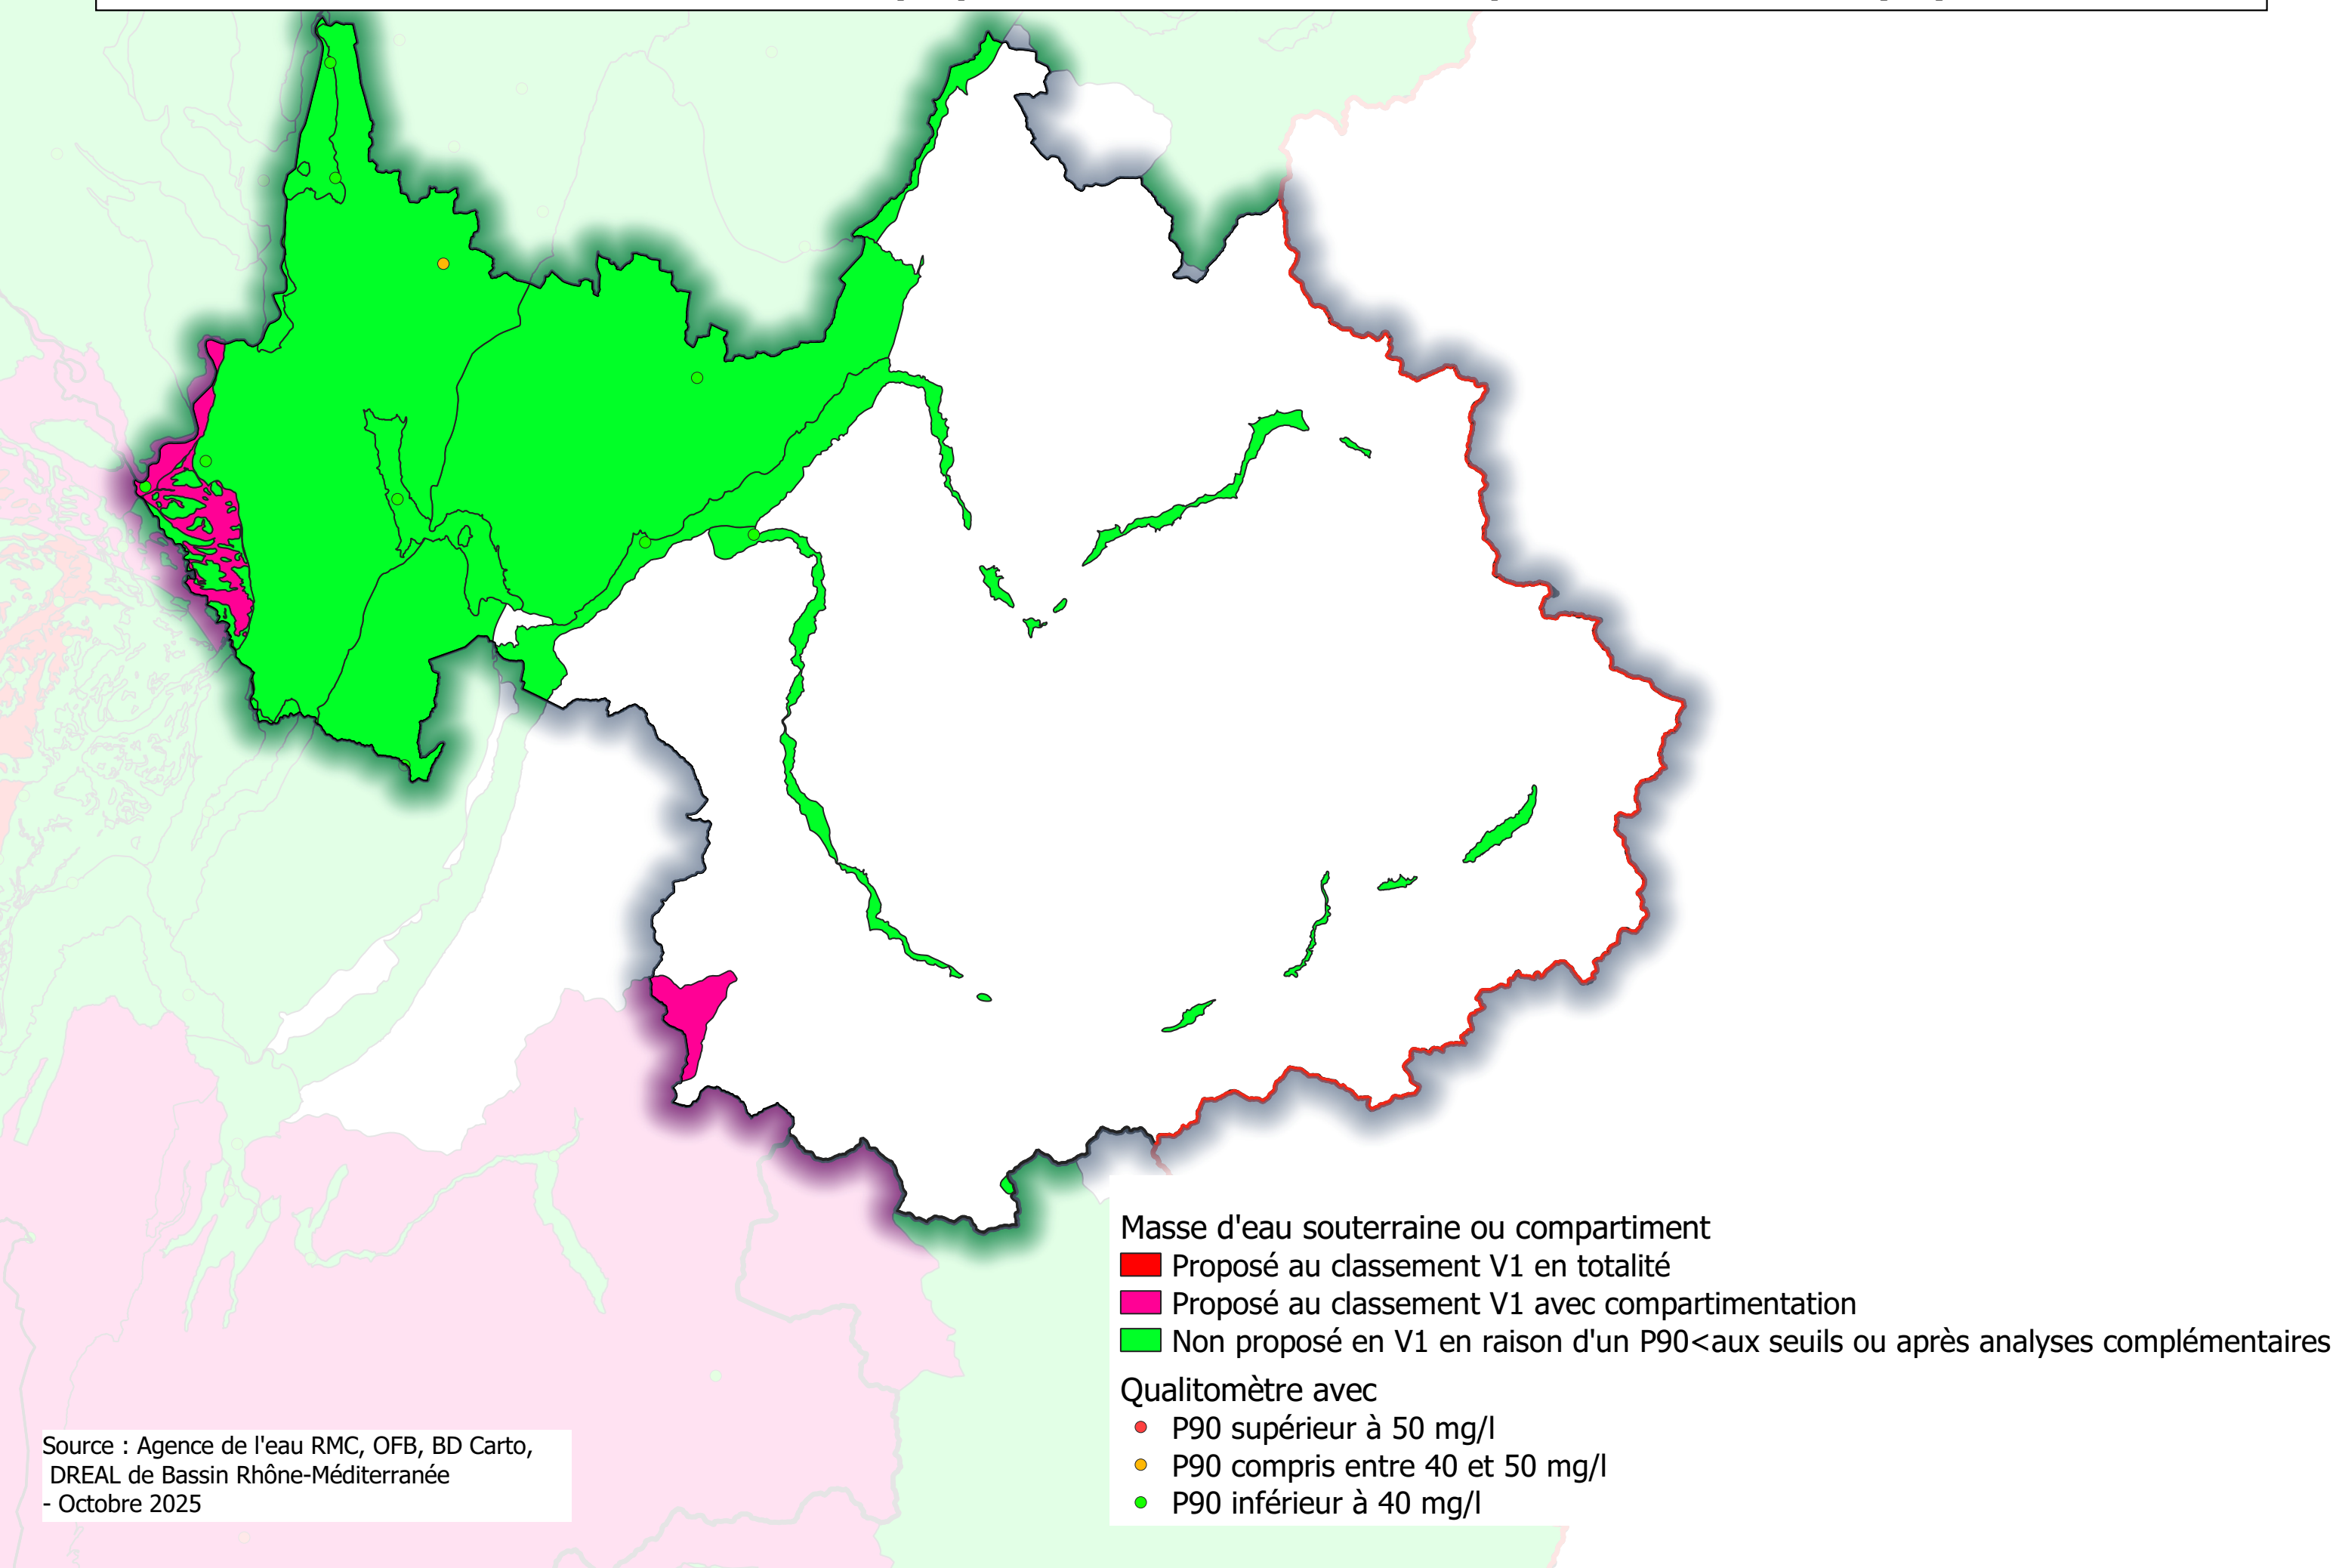 Masse d'eau souterraine ou compartiment
Proposé au classement V1 en totalité
Proposé au classement V1 avec compartimentation
Non proposé en V1 en raison d'un P90<aux seuils ou après analyses complémentaires
Qualitomètre avec
P90 supérieur à 50 mg/l
P90 compris entre 40 et 50 mg/l
P90 inférieur à 40 mg/l
Source : Agence de l'eau RMC, OFB, BD Carto,
DREAL de Bassin Rhône-Méditerranée
- Octobre 2025